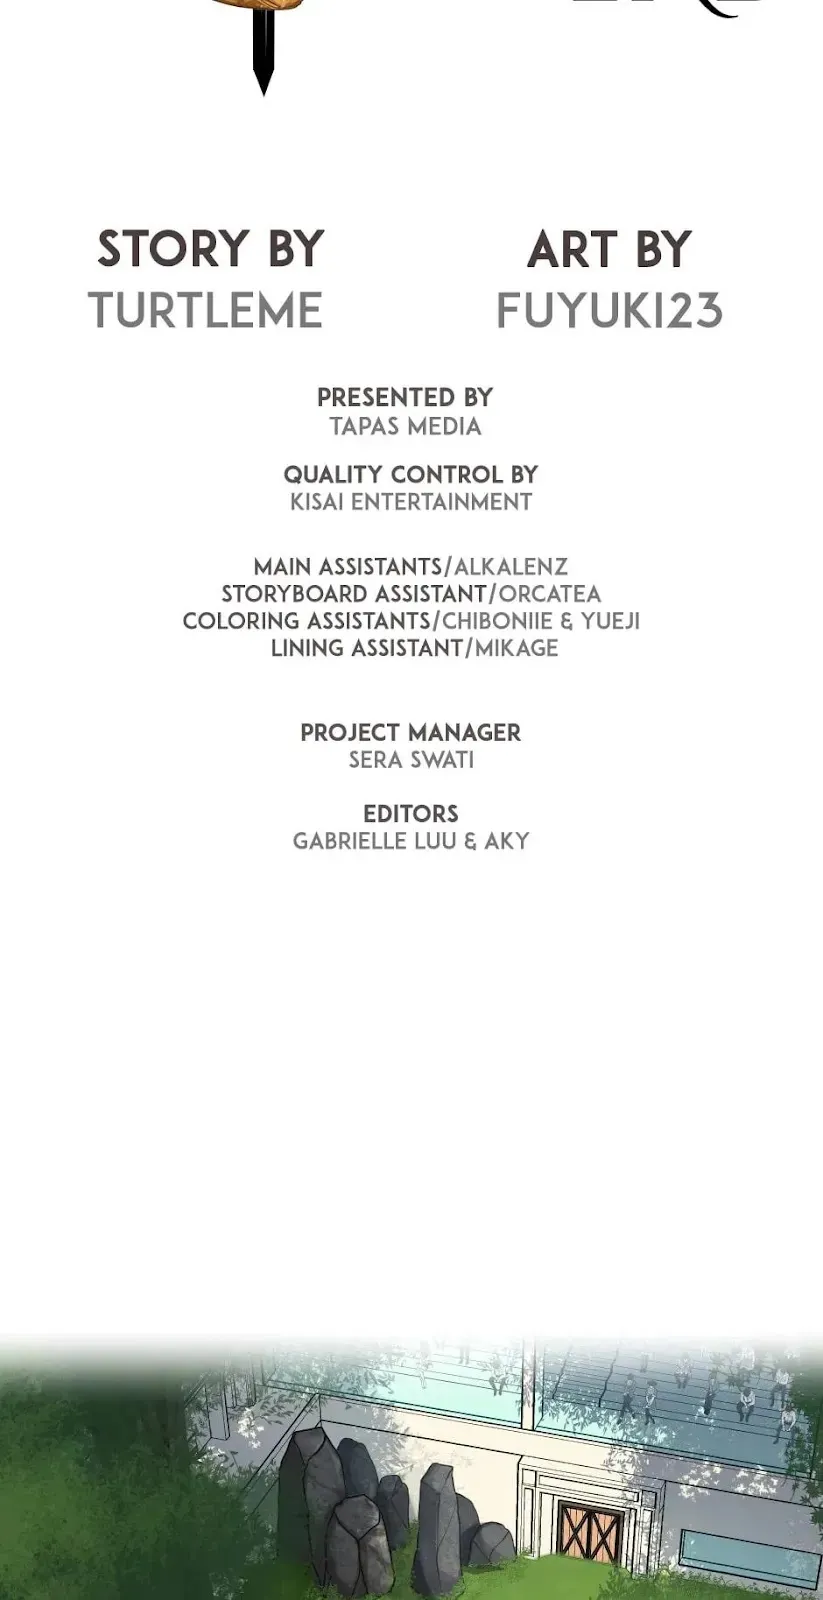 STORY BY
TURTLEME
ART BY
FUYUKI23
PRESENTED BY
TAPAS MEDIA
QUALITY CONTROL BY
KISAI ENTERTAINMENT
MAIN ASSISTANTS/ALKALENZ
STORYBOARD ASSISTANT/ORCATEA
COLORING ASSISTANTS/CHIBONIIE & YUEJI
LINING ASSISTANT/MIKAGE
PROJECT MANAGER
SERA SWATI
EDITORS
GABRIELLE LUU & AKY